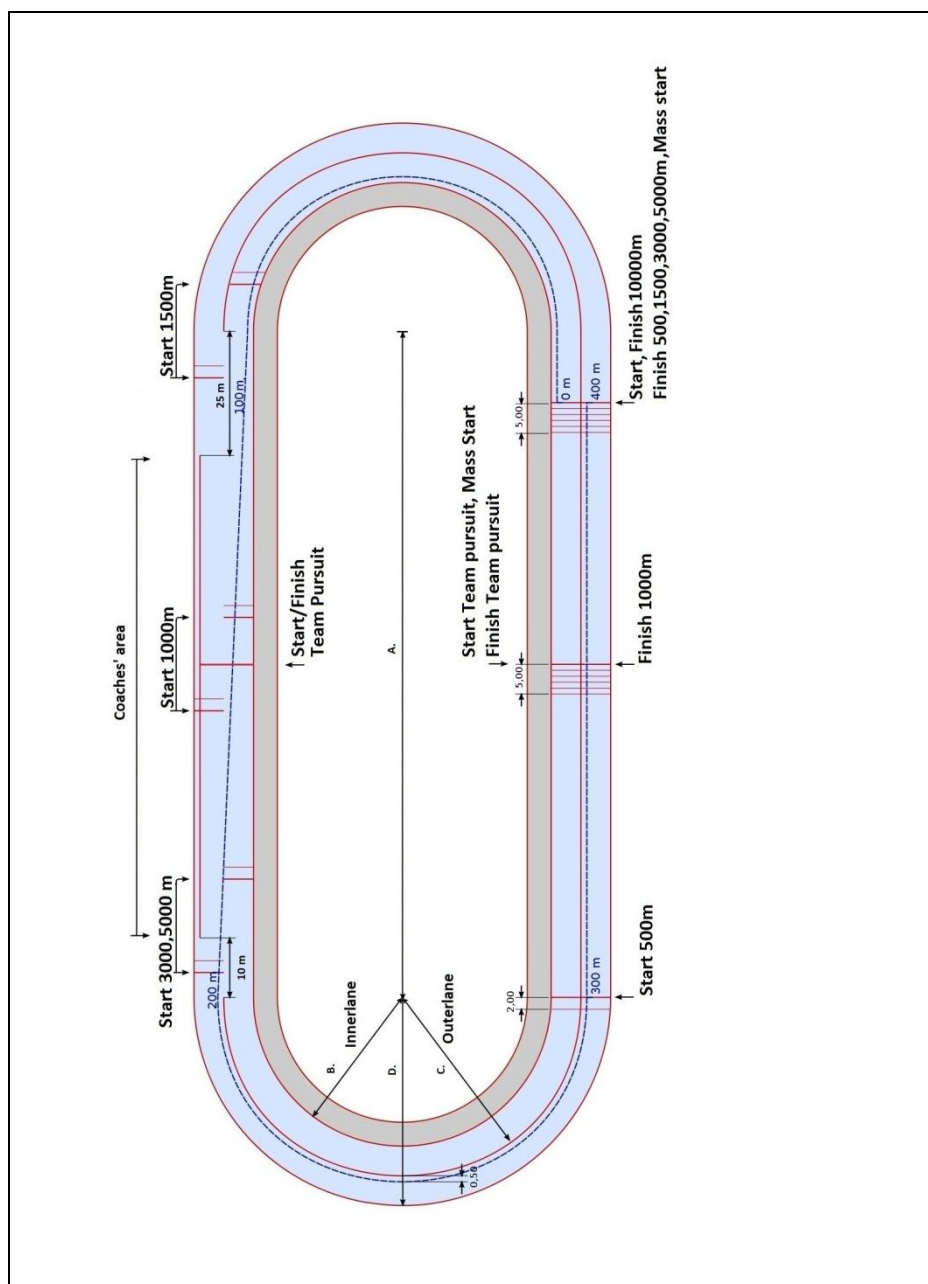 Coaches' area
Start 3000,5000 m
Start 1000m
Start 1500m
200 m
10 m
25 m
100m
Start/Finish
Team Pursuit
B.
Innerlane
A.
D.
C.
Outerlane
0,50
Start Team pursuit, Mass Start
Finish Team pursuit
2,00
5,00
5,00
300 m
0 m
400 m
Start 500m
Finish 1000m
Start, Finish 10000m
Finish 500,1500,3000,5000m,Mass start